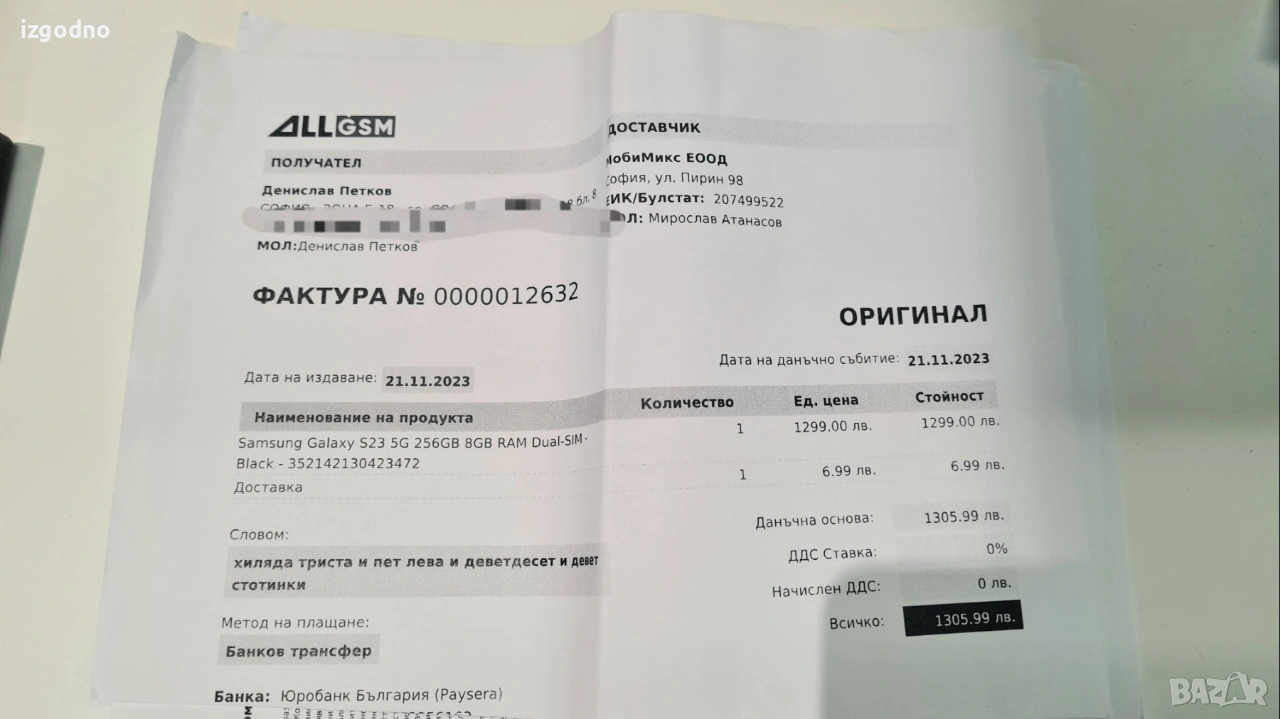 izgodno
ALLGSM
ПОЛУЧАТЕЛ
Денислав Петков
бл. 8
МОЛ:Денислав Петков
ДОСТАВЧИК
МобиМикс ЕООД
София, ул. Пирин 98
ЕИК/Булстат: 207499522
МОЛ: Мирослав Атанасов
ФАКТУРА № 0000012632
ОРИГИНАЛ
Дата на издаване: 21.11.2023
Дата на данъчно събитие: 21.11.2023
Наименование на продукта Количество Ед. цена Стойност
Samsung Galaxy S23 5G 256GB 8GB RAM Dual-SIM- 1 1299.00 лв. 1299.00 лв.
Black - 352142130423472
Доставка 1 6.99 лв. 6.99 лв.
Словом:
хиляда триста и пет лева и деветдесет и девет
стотинки
Данъчна основа: 1305.99 лв.
ДДС Ставка: 0%
Начислен ДДС: 0 лв.
Всичко: 1305.99 лв.
Метод на плащане:
Банков трансфер
Банка: Юробанк България (Paysera)
BAZAR